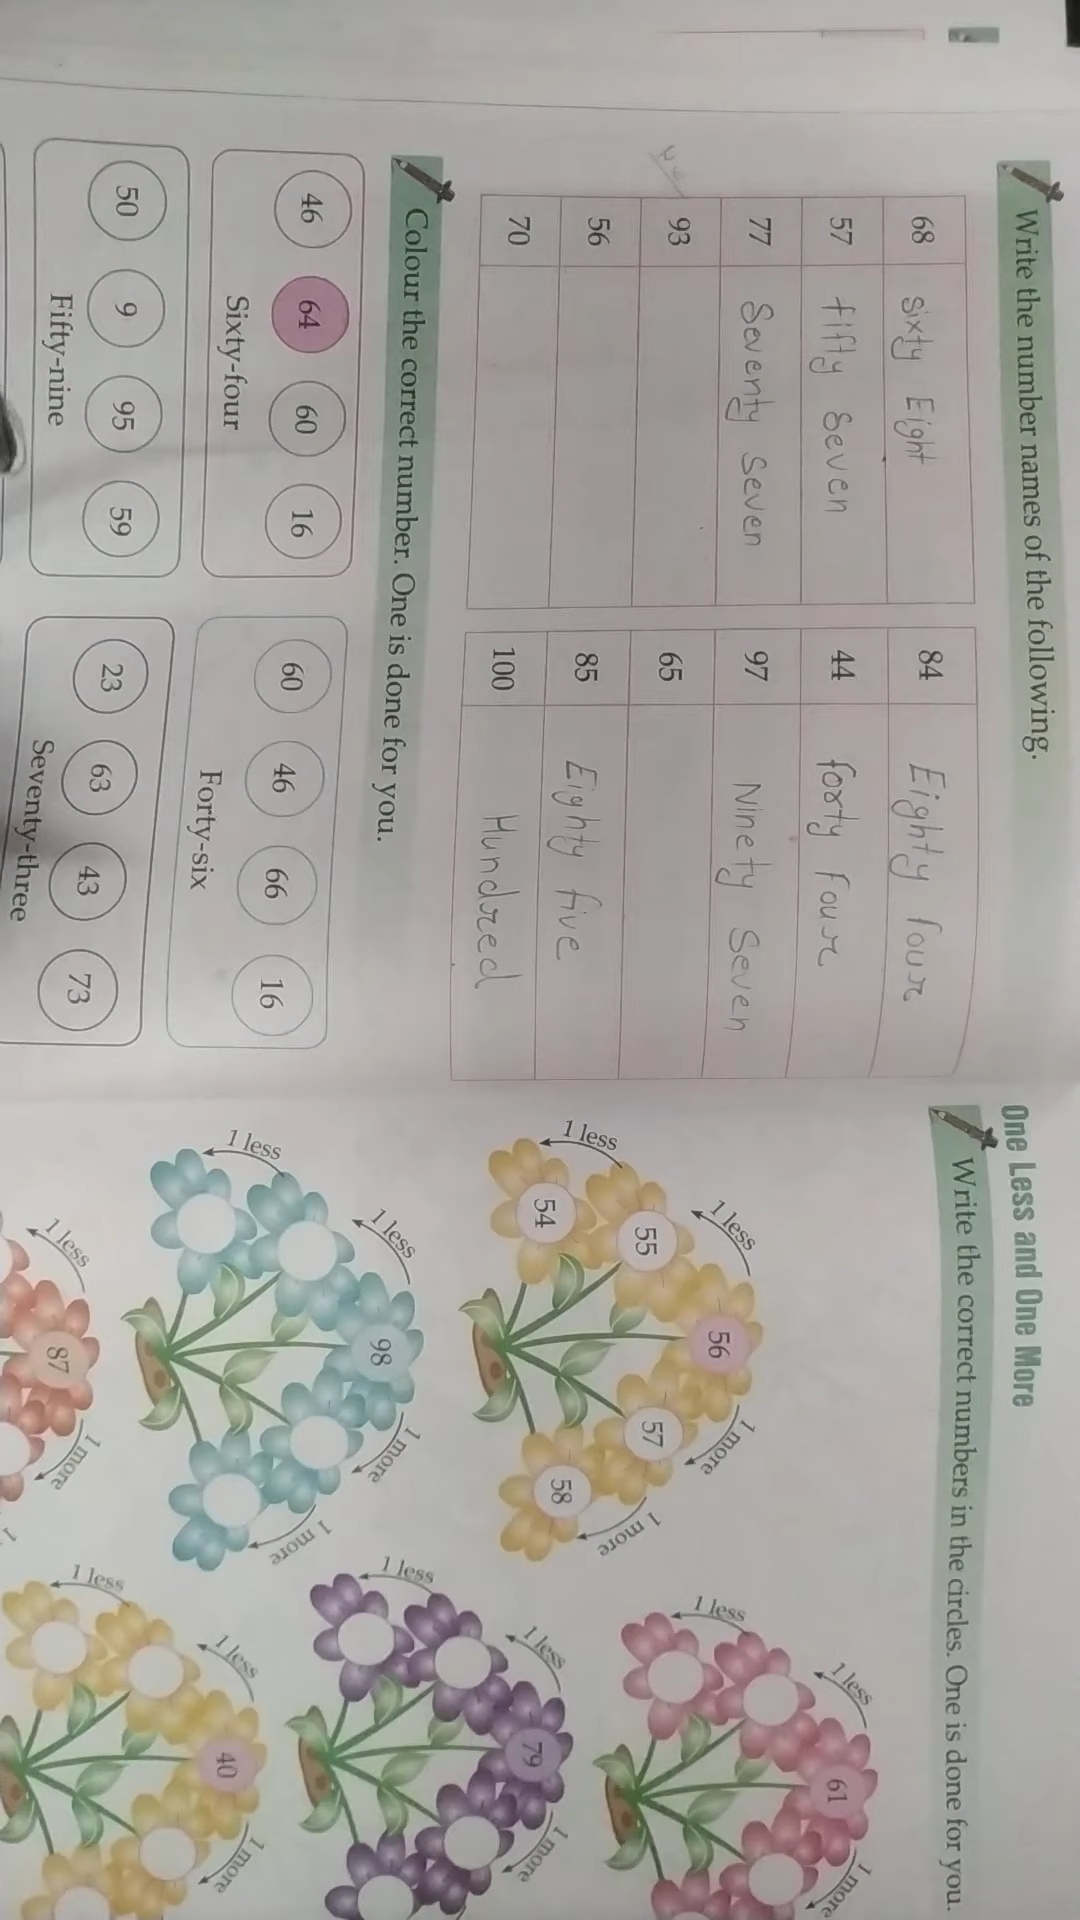 Write the number names of the following.
68 Sixty Eight
57 fifty Seven
77 Seventy Seven
93
56
70
84 Eighty four
44 forty Four
97 Ninety Seven
65
85 Eighty five
100 Hundred
Colour the correct number. One is done for you.
46 64 60 16
Sixty-four
60 46 66 16
Forty-six
50 9 95 59
Fifty-nine
23 63 43 73
Seventy-three
One Less and One More
Write the correct numbers in the circles. One is done for you.
1 less 1 less 1 more 1 more
54 55 56 57 58
1 less 1 less 1 more
61
1 less 1 less 1 more 1 more
98
1 less 1 less 1 more
79
1 less 1 more
87
1 less 1 less 1 more
40